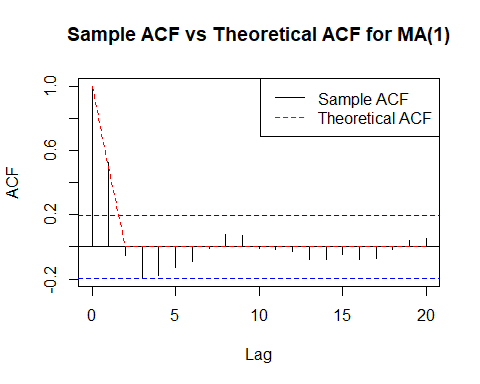 Sample ACF vs Theoretical ACF for MA(1)
Sample ACF
Theoretical ACF
ACF
1.0
0.6
0.2
-0.2
0
5
10
15
20
Lag